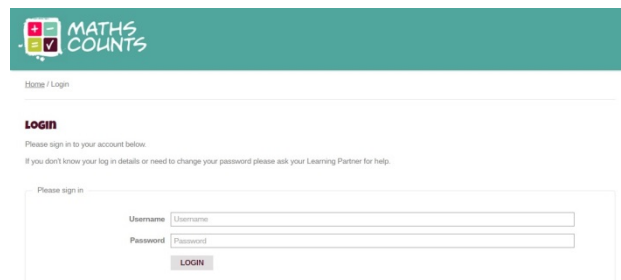 MATHS
COUNTS
Home / Login
LOGIN
Please sign in to your account below.
If you don't know your log in details or need to change your password please ask your Learning Partner for help.
Please sign in
Username Username
Password Password
LOGIN